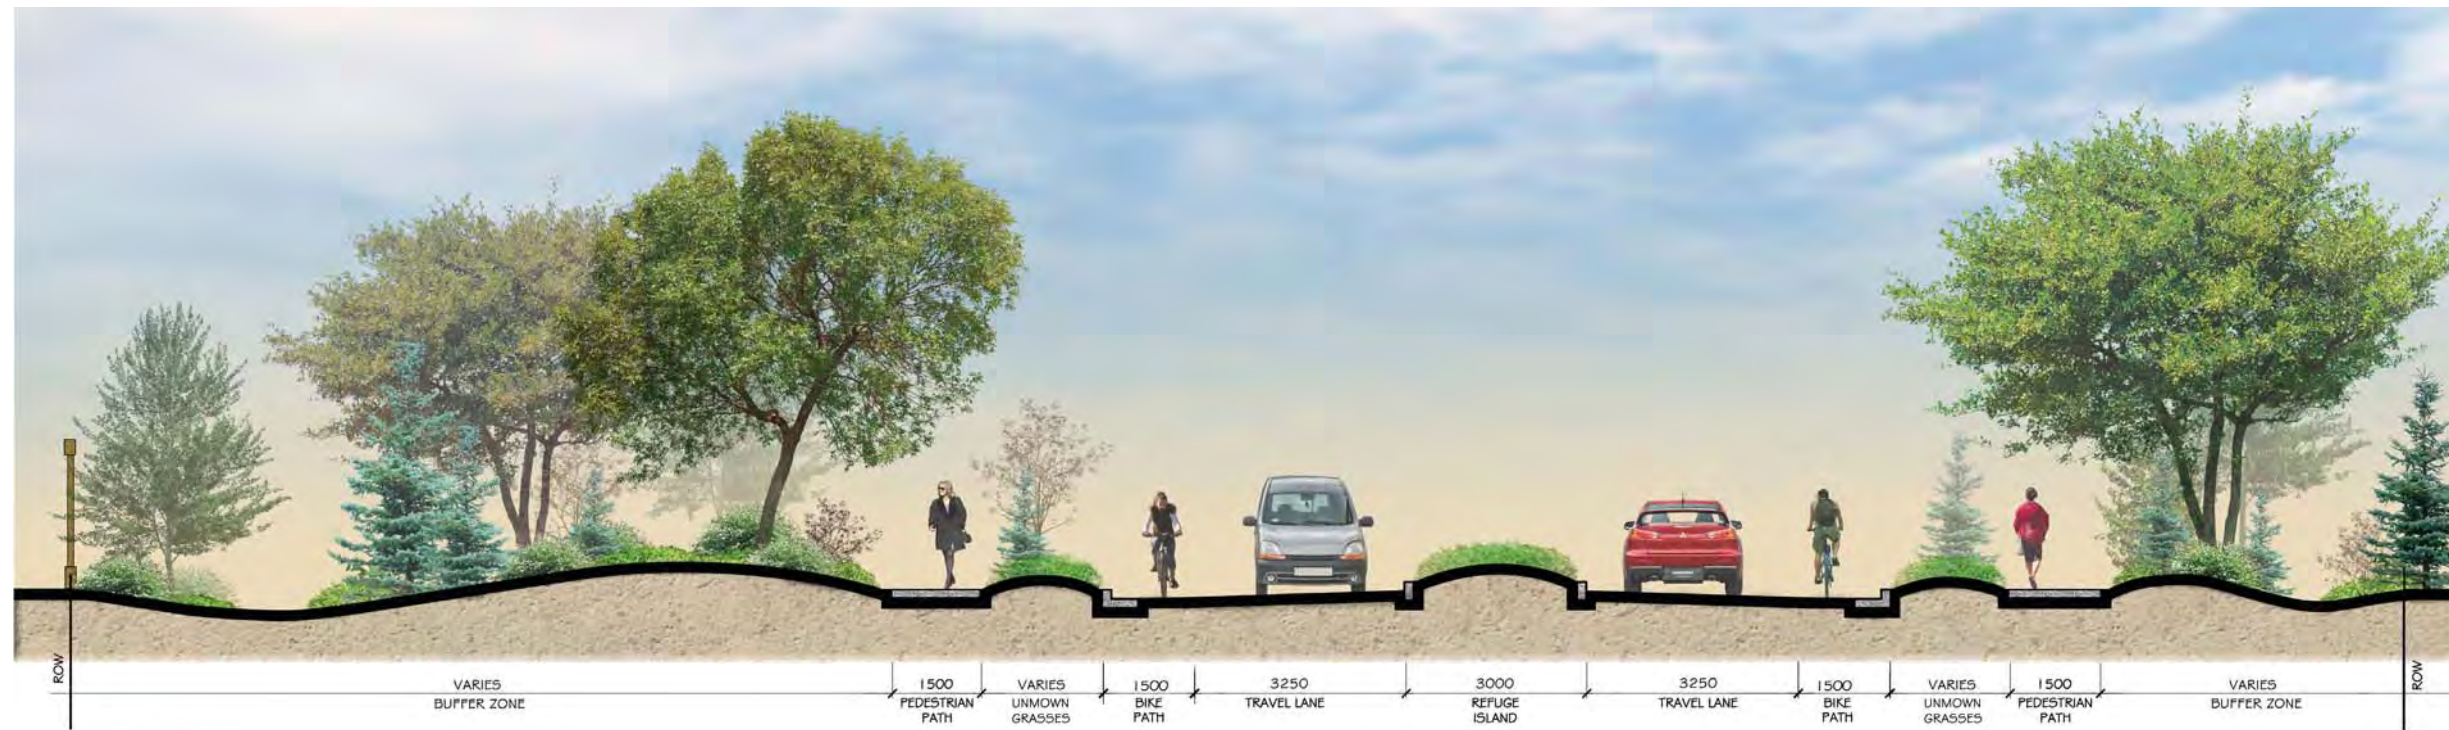 ROW
VARIES
BUFFER ZONE
1500
PEDESTRIAN
PATH
VARIES
UNMOWN
GRASSES
1500
BIKE
PATH
3250
TRAVEL LANE
3000
REFUGE
ISLAND
3250
TRAVEL LANE
1500
BIKE
PATH
VARIES
UNMOWN
GRASSES
1500
PEDESTRIAN
PATH
VARIES
BUFFER ZONE
ROW